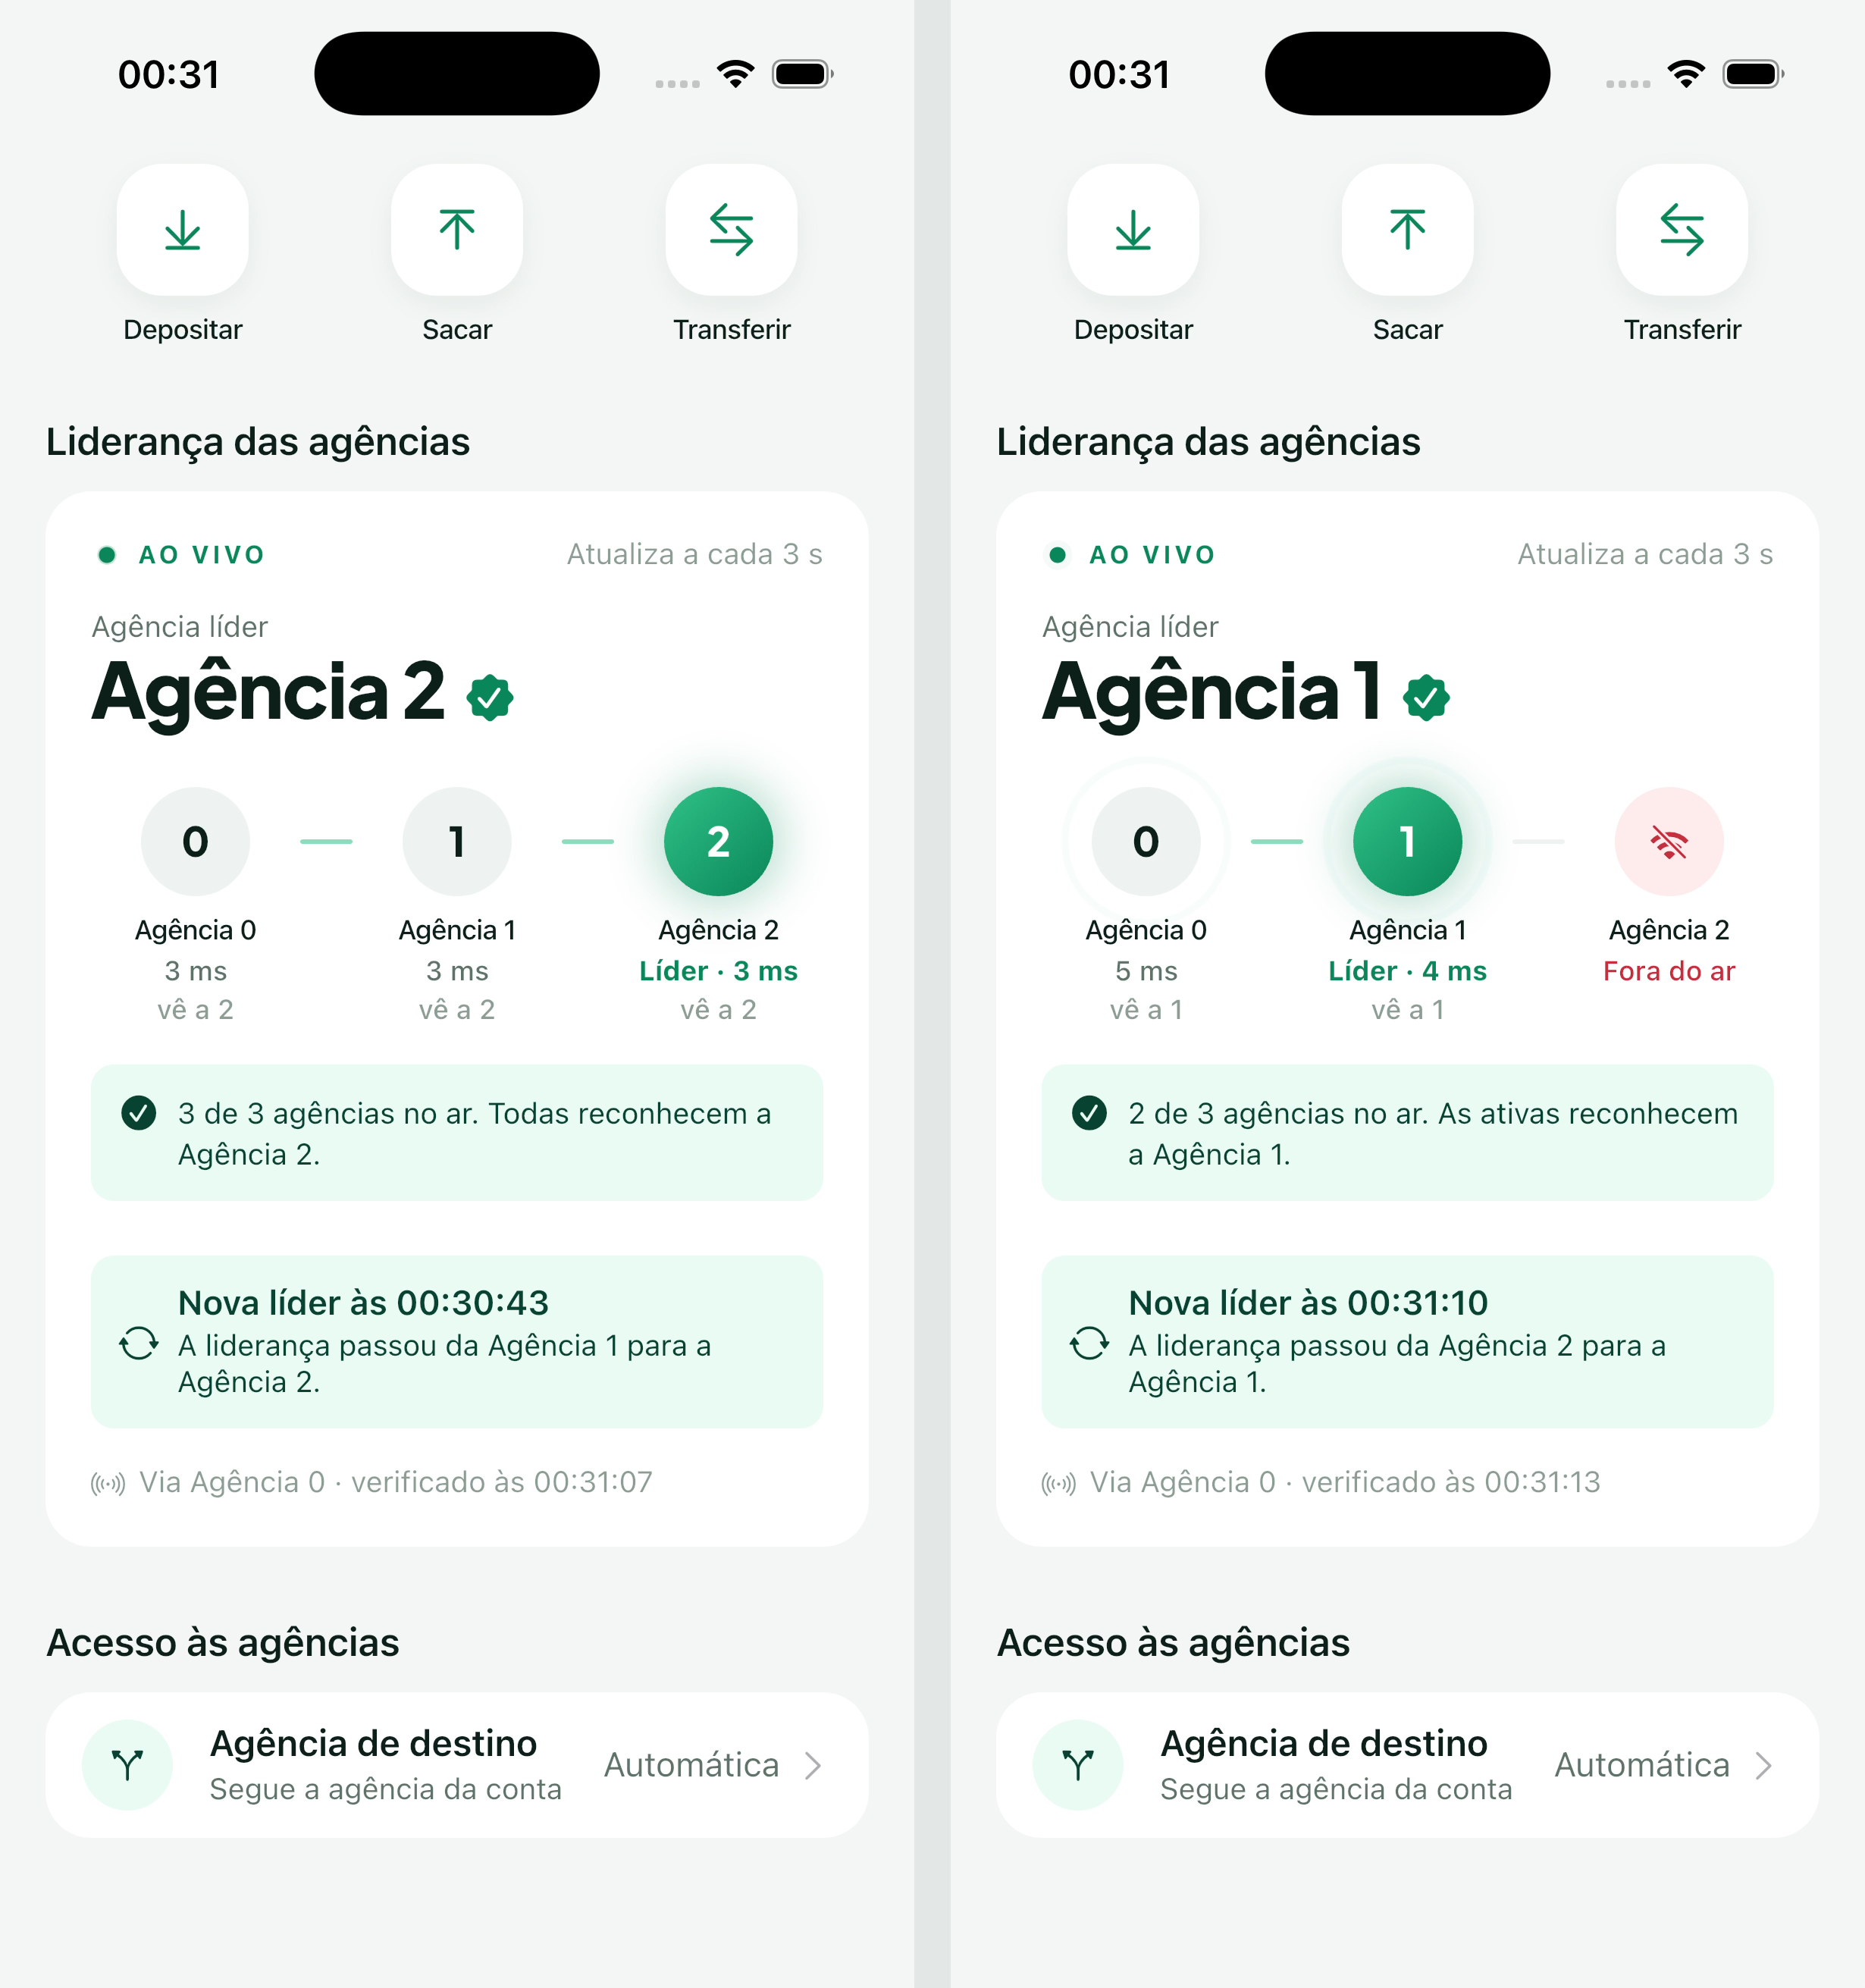 00:31
Depositar
Sacar
Transferir
Liderança das agências
AO VIVO
Atualiza a cada 3 s
Agência líder
Agência 2
0
1
2
Agência 0
Agência 1
Agência 2
3 ms
3 ms
Líder · 3 ms
vê a 2
vê a 2
vê a 2
3 de 3 agências no ar. Todas reconhecem a
Agência 2.
Nova líder às 00:30:43
A liderança passou da Agência 1 para a
Agência 2.
Via Agência 0 · verificado às 00:31:07
Acesso às agências
Agência de destino
Segue a agência da conta
Automática
00:31
Depositar
Sacar
Transferir
Liderança das agências
AO VIVO
Atualiza a cada 3 s
Agência líder
Agência 1
0
1
Agência 0
Agência 1
Agência 2
5 ms
Líder · 4 ms
Fora do ar
vê a 1
vê a 1
2 de 3 agências no ar. As ativas reconhecem
a Agência 1.
Nova líder às 00:31:10
A liderança passou da Agência 2 para a
Agência 1.
Via Agência 0 · verificado às 00:31:13
Acesso às agências
Agência de destino
Segue a agência da conta
Automática